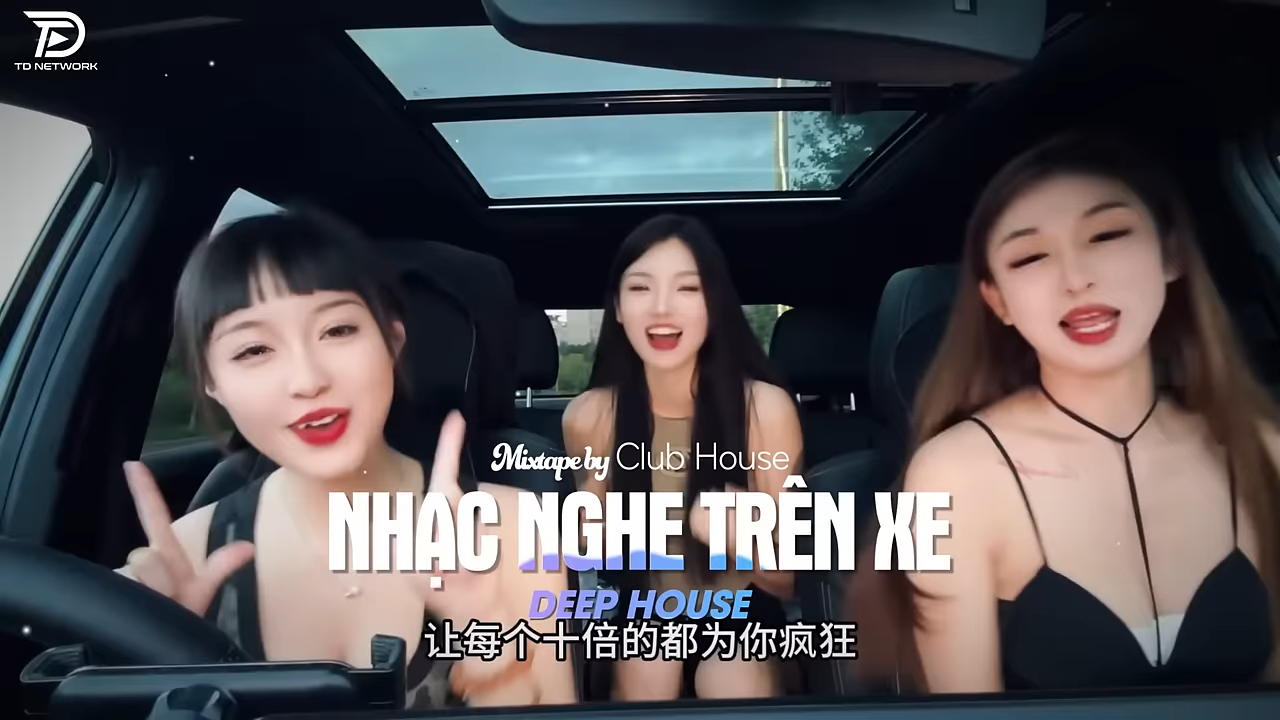 TD NETWORK
Mixtape by Club House
NHẠC NGHE TRÊN XE
DEEP HOUSE
让每个十倍的都为你疯狂